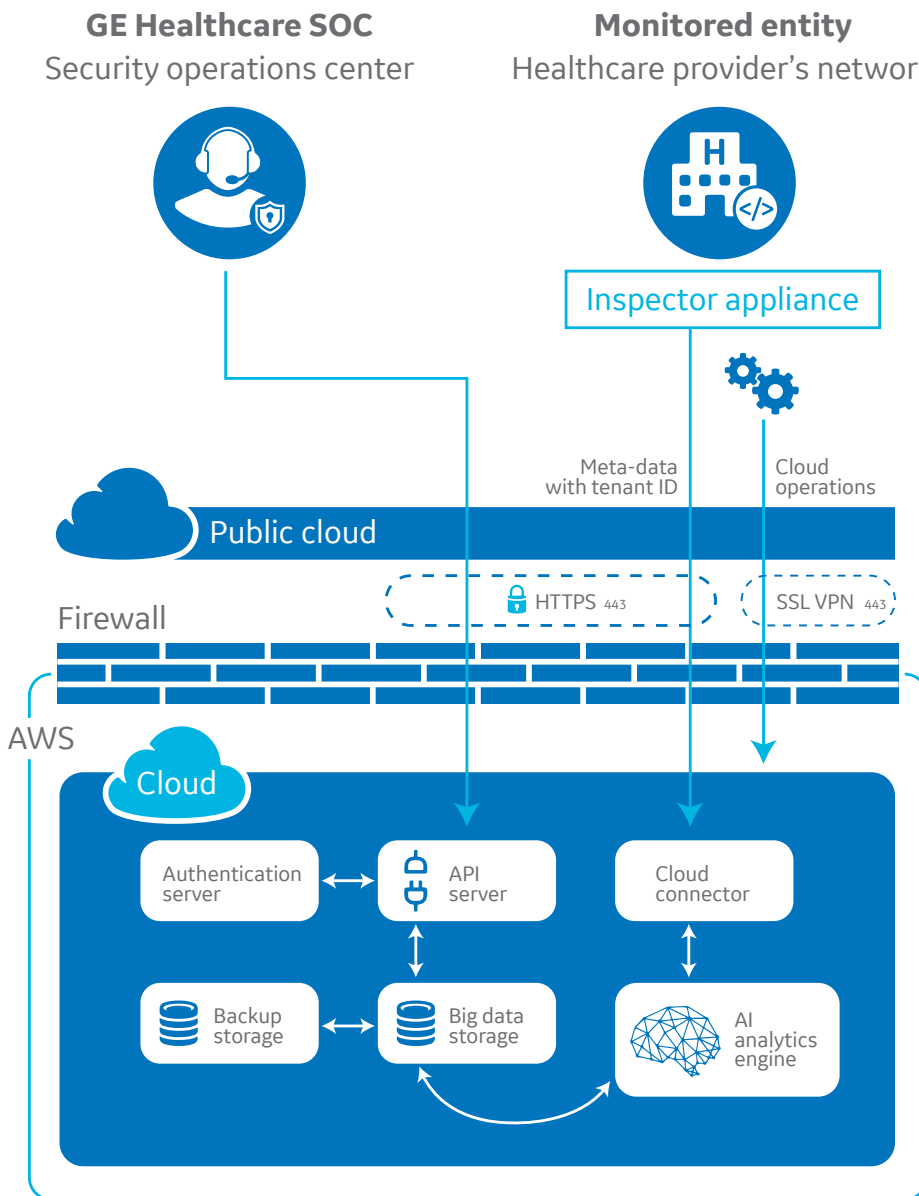 GE Healthcare SOC
Security operations center
Monitored entity
Healthcare provider's networ
H
</>
Inspector appliance
Meta-data
with tenant ID
Cloud
operations
Public cloud
HTTPS 443
SSL VPN 443
Firewall
AWS
Cloud
Authentication
server
API
server
Cloud
connector
Backup
storage
Big data
storage
AI
analytics
engine